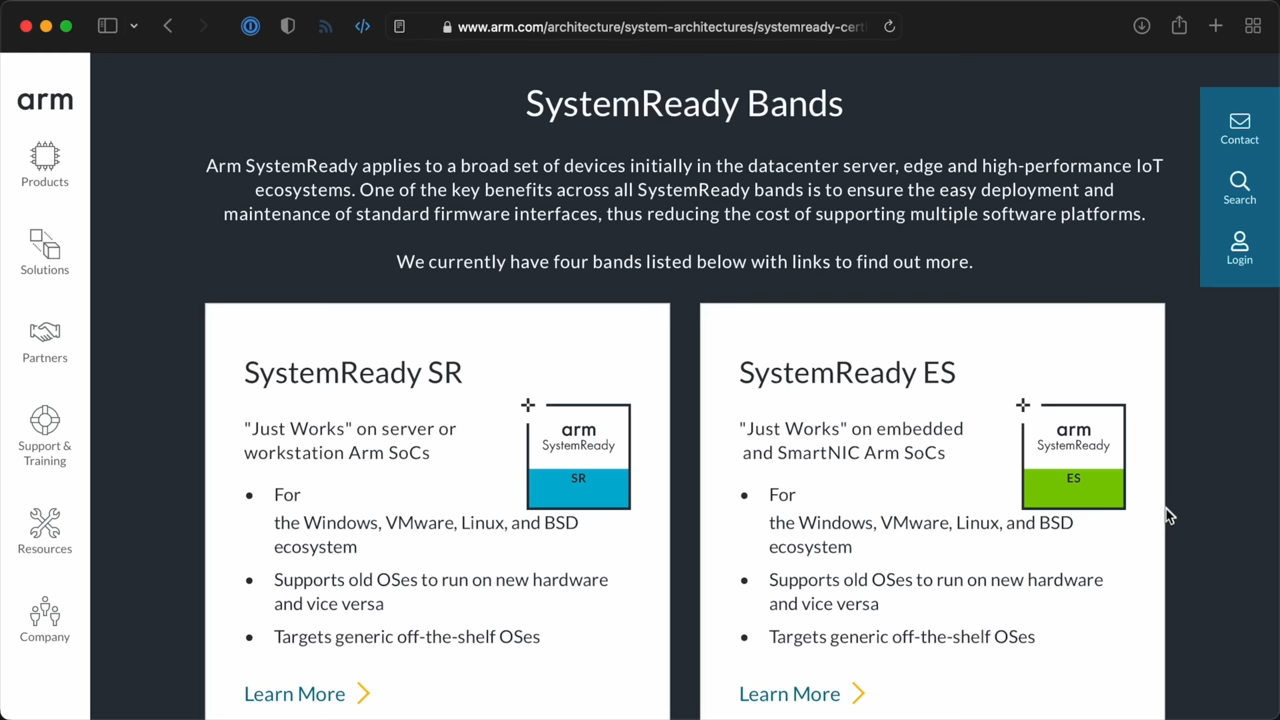 www.arm.com/architecture/system-architectures/systemready-cert
arm
Products
Solutions
Partners
Support &
Training
Resources
Company
SystemReady Bands
Arm SystemReady applies to a broad set of devices initially in the datacenter server, edge and high-performance IoT
ecosystems. One of the key benefits across all SystemReady bands is to ensure the easy deployment and
maintenance of standard firmware interfaces, thus reducing the cost of supporting multiple software platforms.
We currently have four bands listed below with links to find out more.
SystemReady SR
"Just Works" on server or
workstation Arm SoCs
arm
SystemReady
SR
• For
the Windows, VMware, Linux, and BSD
ecosystem
• Supports old OSes to run on new hardware
and vice versa
• Targets generic off-the-shelf OSes
Learn More
SystemReady ES
"Just Works" on embedded
and SmartNIC Arm SoCs
arm
SystemReady
ES
• For
the Windows, VMware, Linux, and BSD
ecosystem
• Supports old OSes to run on new hardware
and vice versa
• Targets generic off-the-shelf OSes
Learn More
Contact
Search
Login